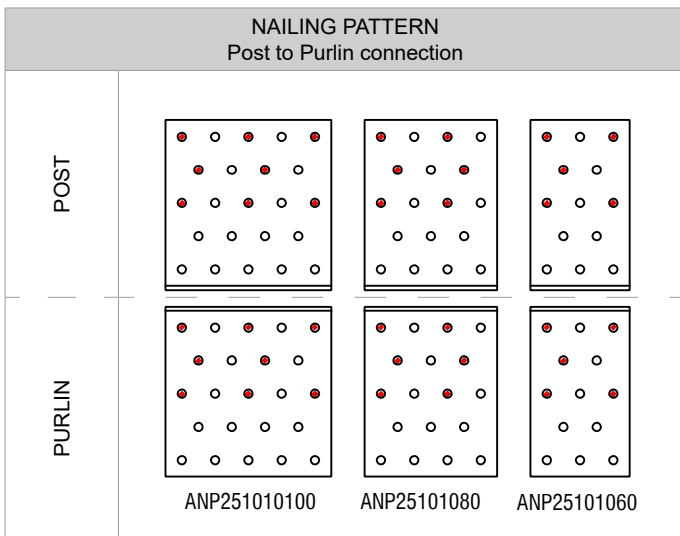 NAILING PATTERN
Post to Purlin connection
POST
PURLIN
ANP251010100
ANP25101080
ANP25101060